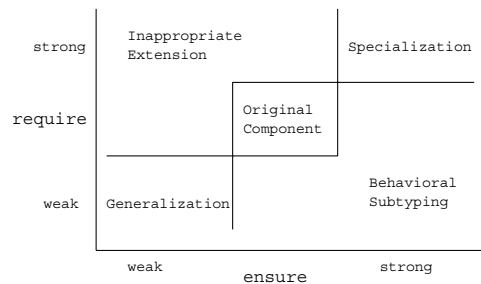 Inappropriate
Extension
strong
Specialization
require
Original
Component
weak
Generalization
Behavioral
Subtyping
weak
ensure
strong